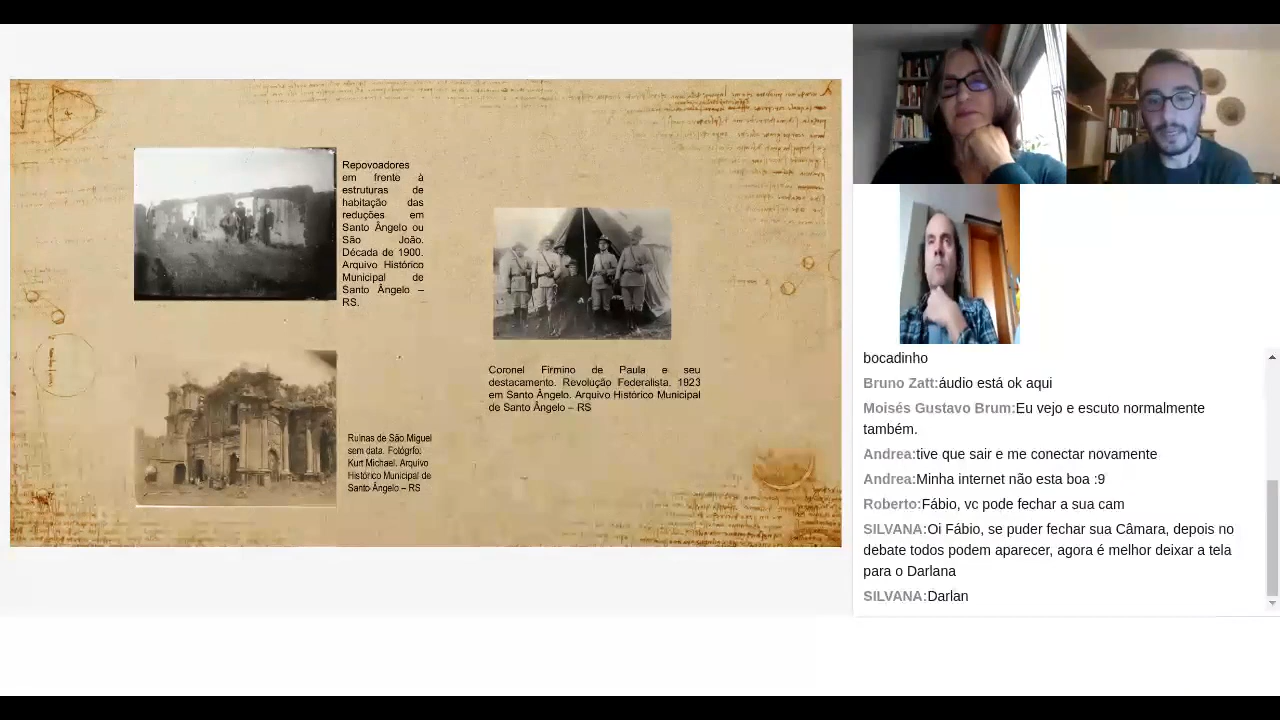 Repovoadores
em frente à
estruturas de
habitação das
reduções em
Santo Ângelo ou
São João.
Década de 1900.
Arquivo Histórico
Municipal de
Santo Ângelo –
RS.
Ruinas de São Miguel
sem data. Fotógrfo:
Kurt Michael. Arquivo
Histórico Municipal de
Santo Ângelo – RS
Coronel Firmino de Paula e seu
destacamento. Revolução Federalista. 1923
em Santo Ângelo. Arquivo Histórico Municipal
de Santo Ângelo – RS
bocadinho
Bruno Zatt:áudio está ok aqui
Moisés Gustavo Brum:Eu vejo e escuto normalmente
também.
Andrea:tive que sair e me conectar novamente
Andrea:Minha internet não esta boa :9
Roberto:Fábio, vc pode fechar a sua cam
SILVANA:Oi Fábio, se puder fechar sua Câmara, depois no
debate todos podem aparecer, agora é melhor deixar a tela
para o Darlana
SILVANA:Darlan